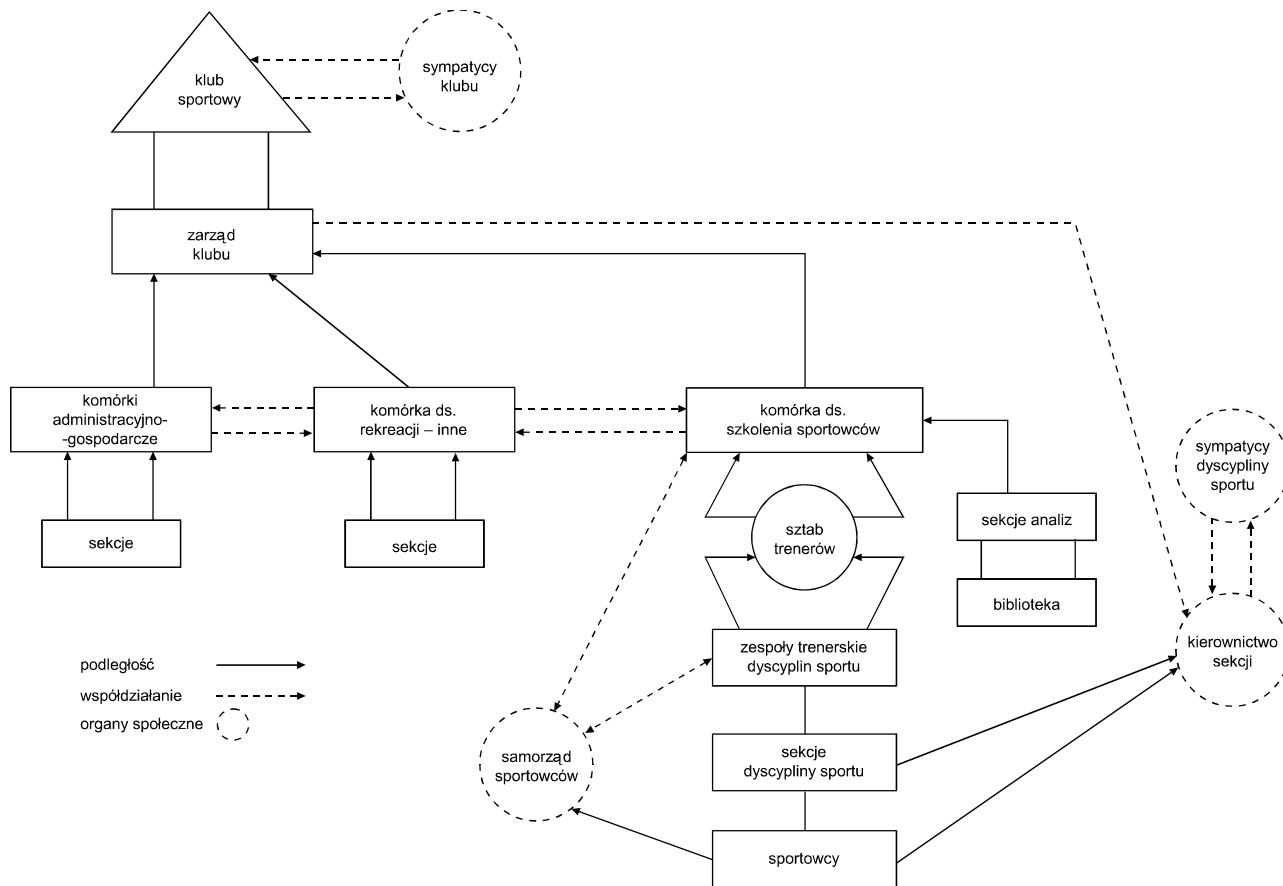 klub
sportowy
sympatycy
klubu
zarząd
klubu
komórki
administracyjno-
-gospodarcze
komórka ds.
rekreacji – inne
komórka ds.
szkolenia sportowców
sympatycy
dyscypliny
sportu
sekcje
sekcje
sztab
trenerów
sekcje analiz
biblioteka
zespoły trenerskie
dyscyplin sportu
kierownictwo
sekcji
podległość
współdziałanie
organy społeczne
samorząd
sportowców
sekcje
dyscypliny sportu
sportowcy